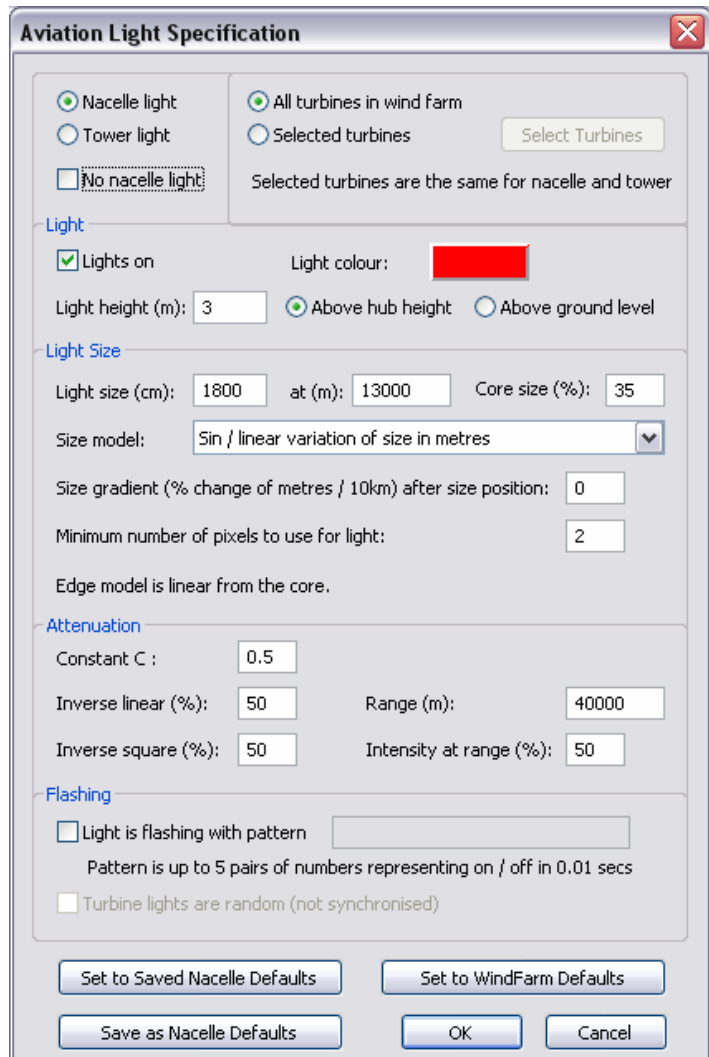 Aviation Light Specification
Nacelle light
All turbines in wind farm
Tower light
Selected turbines
Select Turbines
No nacelle light
Selected turbines are the same for nacelle and tower
Light
Lights on
Light colour:
Light height (m): 3
Above hub height
Above ground level
Light Size
Light size (cm): 1800 at (m): 13000 Core size (%): 35
Size model: Sin / linear variation of size in metres
Size gradient (% change of metres / 10km) after size position: 0
Minimum number of pixels to use for light: 2
Edge model is linear from the core.
Attenuation
Constant C : 0.5
Inverse linear (%): 50 Range (m): 40000
Inverse square (%): 50 Intensity at range (%): 50
Flashing
Light is flashing with pattern
Pattern is up to 5 pairs of numbers representing on / off in 0.01 secs
Turbine lights are random (not synchronised)
Set to Saved Nacelle Defaults
Set to WindFarm Defaults
Save as Nacelle Defaults
OK
Cancel